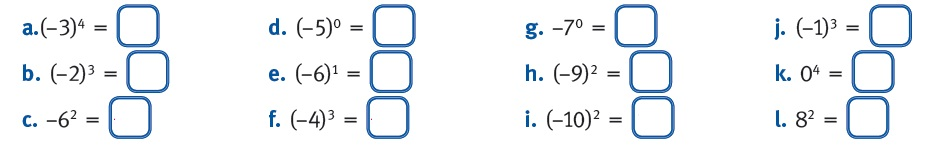 a.(–3)⁴ =
b. (–2)³ =
c. –6² =
d. (–5)⁰ =
e. (–6)¹ =
f. (–4)³ =
g. –7⁰ =
h. (–9)² =
i. (–10)² =
j. (–1)³ =
k. 0⁴ =
l. 8² =